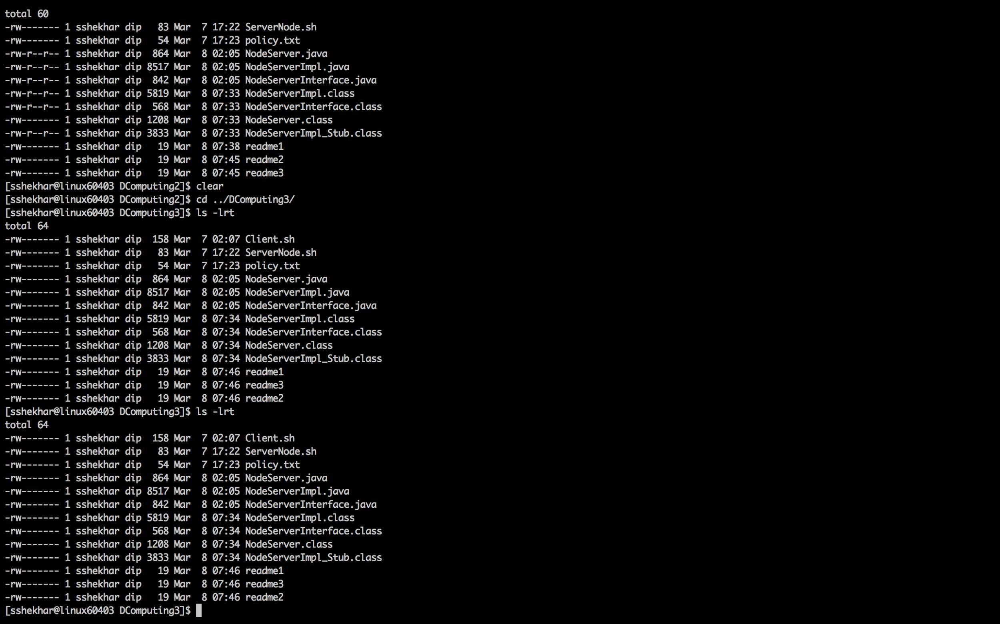 total 60
-rw------- 1 sshekhar dip   83 Mar  7 17:22 ServerNode.sh
-rw------- 1 sshekhar dip   54 Mar  7 17:23 policy.txt
-rw-r--r-- 1 sshekhar dip  864 Mar  8 02:05 NodeServer.java
-rw-r--r-- 1 sshekhar dip 8517 Mar  8 02:05 NodeServerImpl.java
-rw-r--r-- 1 sshekhar dip  842 Mar  8 02:05 NodeServerInterface.java
-rw-r--r-- 1 sshekhar dip 5819 Mar  8 07:33 NodeServerImpl.class
-rw-r--r-- 1 sshekhar dip  568 Mar  8 07:33 NodeServerInterface.class
-rw------- 1 sshekhar dip 1208 Mar  8 07:33 NodeServer.class
-rw-r--r-- 1 sshekhar dip 3833 Mar  8 07:33 NodeServerImpl_Stub.class
-rw------- 1 sshekhar dip   19 Mar  8 07:38 readme1
-rw------- 1 sshekhar dip   19 Mar  8 07:45 readme2
-rw------- 1 sshekhar dip   19 Mar  8 07:45 readme3
[sshekhar@linux60403 DComputing2]$ clear
[sshekhar@linux60403 DComputing2]$ cd ../DComputing3/
[sshekhar@linux60403 DComputing3]$ ls -lrt
total 64
-rw------- 1 sshekhar dip  158 Mar  7 02:07 Client.sh
-rw------- 1 sshekhar dip   83 Mar  7 17:22 ServerNode.sh
-rw------- 1 sshekhar dip   54 Mar  7 17:23 policy.txt
-rw------- 1 sshekhar dip  864 Mar  8 02:05 NodeServer.java
-rw------- 1 sshekhar dip 8517 Mar  8 02:05 NodeServerImpl.java
-rw------- 1 sshekhar dip  842 Mar  8 02:05 NodeServerInterface.java
-rw------- 1 sshekhar dip 5819 Mar  8 07:34 NodeServerImpl.class
-rw------- 1 sshekhar dip  568 Mar  8 07:34 NodeServerInterface.class
-rw------- 1 sshekhar dip 1208 Mar  8 07:34 NodeServer.class
-rw------- 1 sshekhar dip 3833 Mar  8 07:34 NodeServerImpl_Stub.class
-rw------- 1 sshekhar dip   19 Mar  8 07:46 readme1
-rw------- 1 sshekhar dip   19 Mar  8 07:46 readme3
-rw------- 1 sshekhar dip   19 Mar  8 07:46 readme2
[sshekhar@linux60403 DComputing3]$ ls -lrt
total 64
-rw------- 1 sshekhar dip  158 Mar  7 02:07 Client.sh
-rw------- 1 sshekhar dip   83 Mar  7 17:22 ServerNode.sh
-rw------- 1 sshekhar dip   54 Mar  7 17:23 policy.txt
-rw------- 1 sshekhar dip  864 Mar  8 02:05 NodeServer.java
-rw------- 1 sshekhar dip 8517 Mar  8 02:05 NodeServerImpl.java
-rw------- 1 sshekhar dip  842 Mar  8 02:05 NodeServerInterface.java
-rw------- 1 sshekhar dip 5819 Mar  8 07:34 NodeServerImpl.class
-rw------- 1 sshekhar dip  568 Mar  8 07:34 NodeServerInterface.class
-rw------- 1 sshekhar dip 1208 Mar  8 07:34 NodeServer.class
-rw------- 1 sshekhar dip 3833 Mar  8 07:34 NodeServerImpl_Stub.class
-rw------- 1 sshekhar dip   19 Mar  8 07:46 readme1
-rw------- 1 sshekhar dip   19 Mar  8 07:46 readme3
-rw------- 1 sshekhar dip   19 Mar  8 07:46 readme2
[sshekhar@linux60403 DComputing3]$